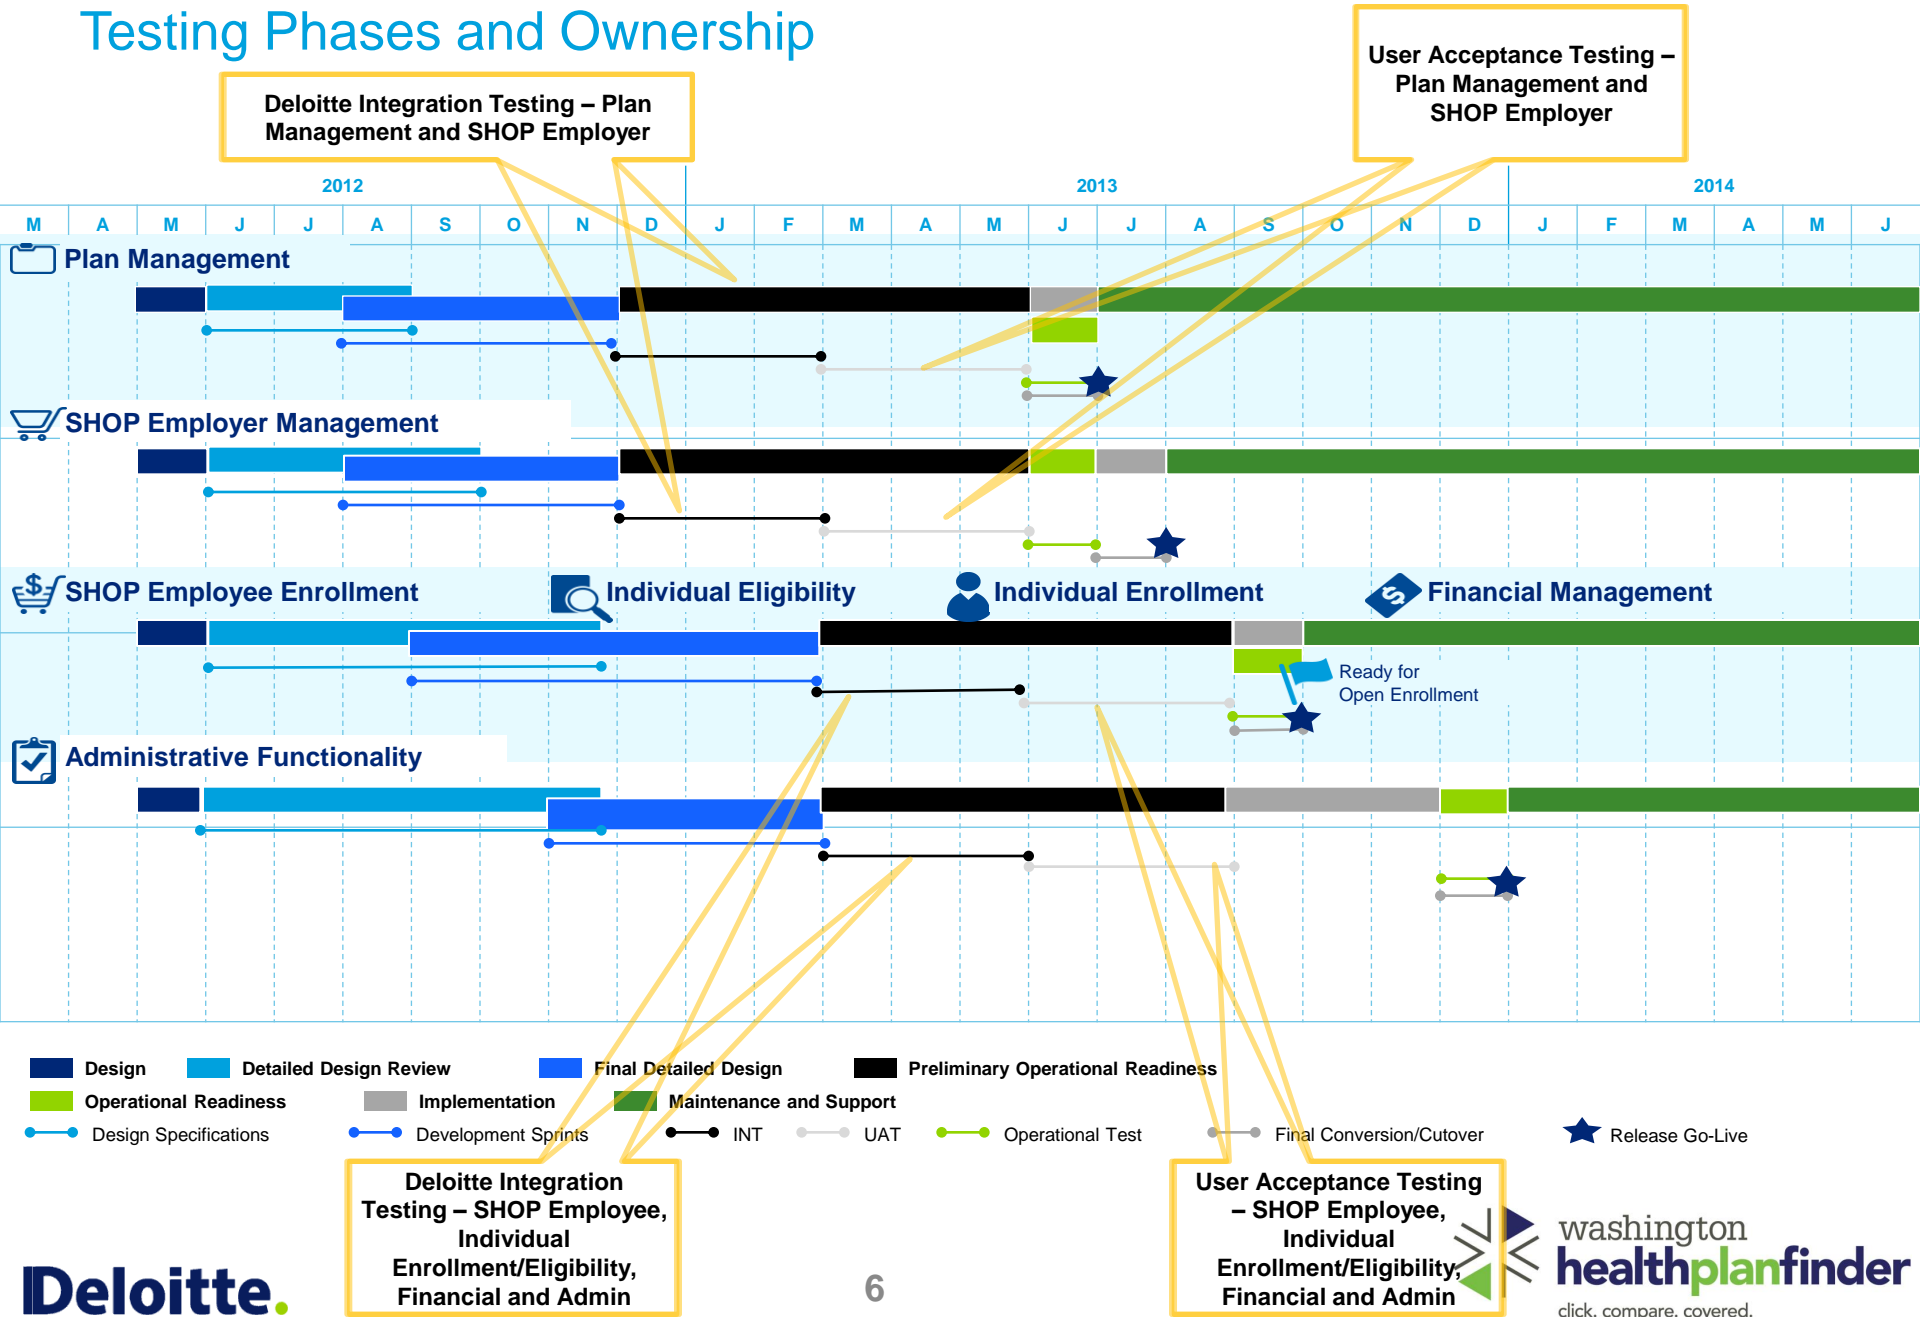 Testing Phases and Ownership
Deloitte Integration Testing – Plan
Management and SHOP Employer
User Acceptance Testing –
Plan Management and
SHOP Employer
2012 2013 2014
M A M J J A S O N D J F M A M J J A S O N D J F M A M J
Plan Management
SHOP Employer Management
SHOP Employee Enrollment Individual Eligibility Individual Enrollment Financial Management
Ready for
Open Enrollment
Administrative Functionality
Design Detailed Design Review Final Detailed Design Preliminary Operational Readiness
Operational Readiness Implementation Maintenance and Support
Design Specifications Development Sprints INT UAT Operational Test Final Conversion/Cutover Release Go-Live
Deloitte Integration
Testing – SHOP Employee,
Individual
Enrollment/Eligibility,
Financial and Admin
User Acceptance Testing
– SHOP Employee,
Individual
Enrollment/Eligibility,
Financial and Admin
Deloitte.
6
washington
healthplanfinder
click. compare. covered.